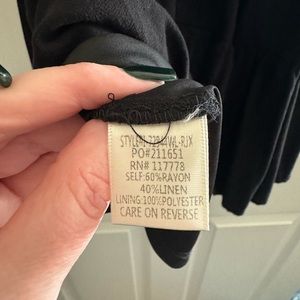 PO#211651
RN# 117778
SELF:60%RAYON
40%LINEN
LINING:100%POLYESTER
CARE ON REVERSE